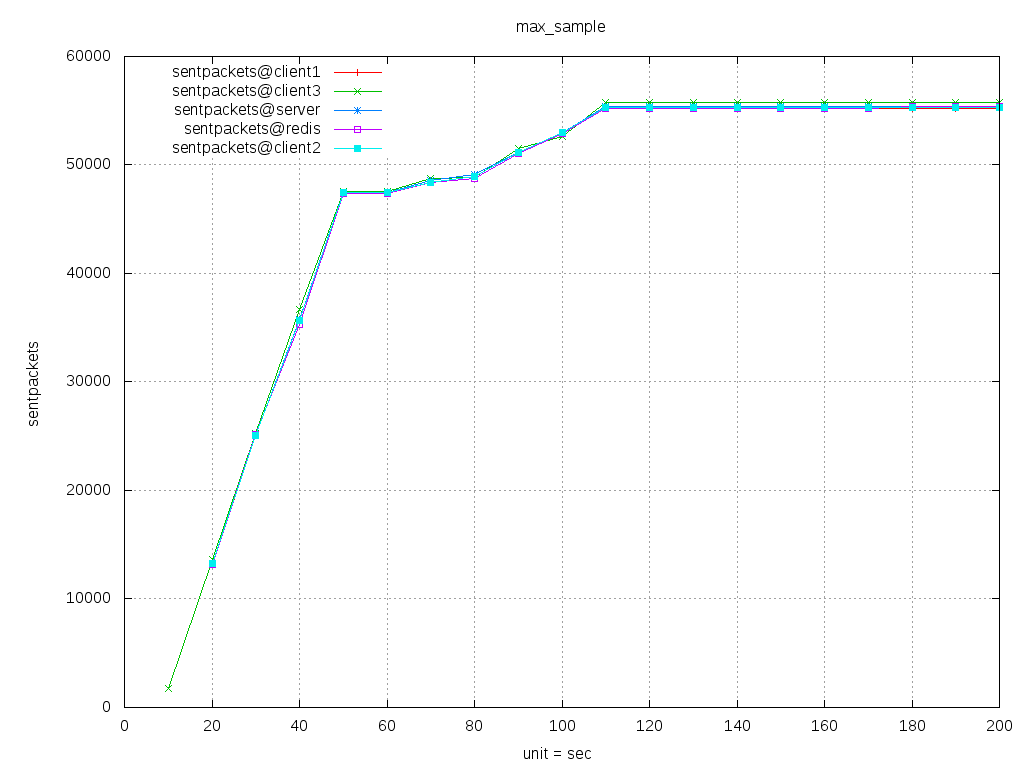 max_sample
60000
50000
40000
30000
20000
10000
0
sentpackets
sentpackets@client1
sentpackets@client3
sentpackets@server
sentpackets@redis
sentpackets@client2
0 20 40 60 80 100 120 140 160 180 200
unit = sec